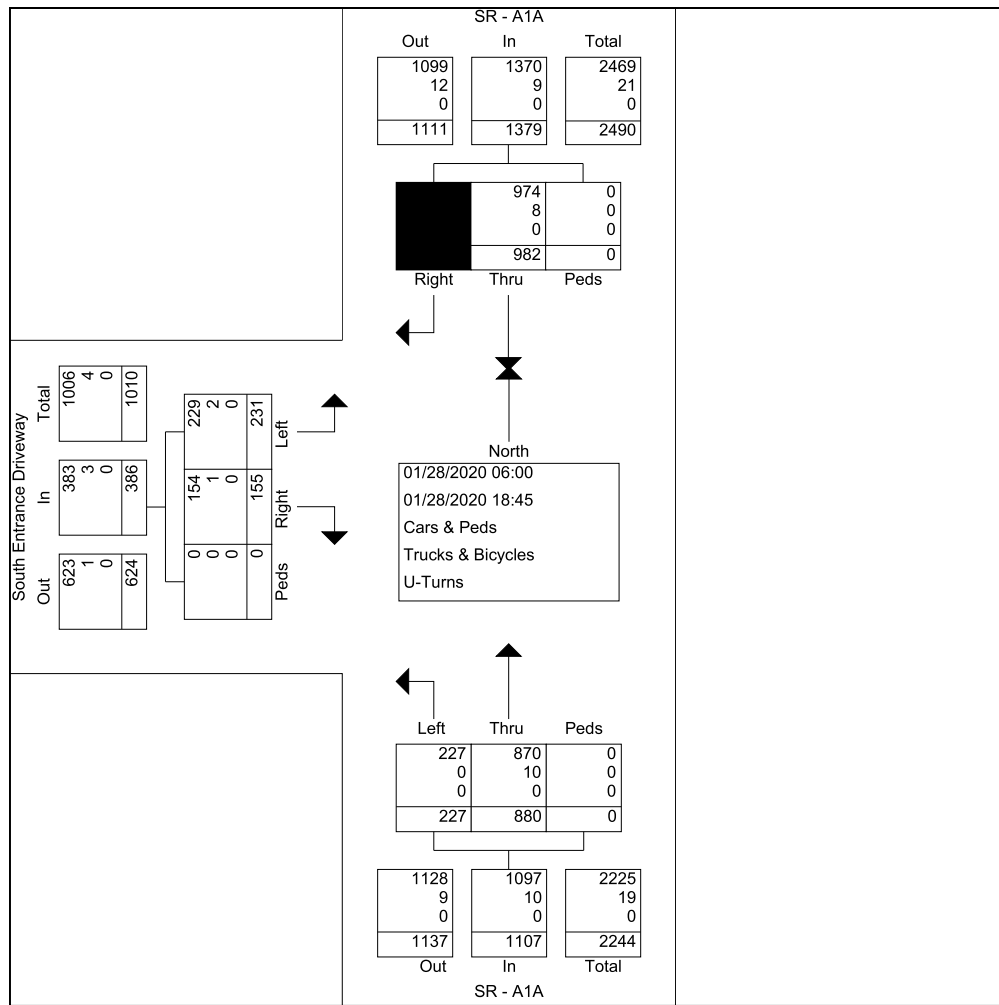 SR - A1A
Out In Total
1099 1370 2469
12 9 21
0 0 0
1111 1379 2490
974 0
8 0
0 0
982 0
Right Thru Peds
South Entrance Driveway
Total In Out
1006 383 623
4 3 1
0 0 0
1010 386 624
229 154 0
2 1 0
0 0 0
231 155 0
Left Right Peds
North
01/28/2020 06:00
01/28/2020 18:45
Cars & Peds
Trucks & Bicycles
U-Turns
Left Thru Peds
227 870 0
0 10 0
0 0 0
227 880 0
1128 1097 2225
9 10 19
0 0 0
1137 1107 2244
Out In Total
SR - A1A